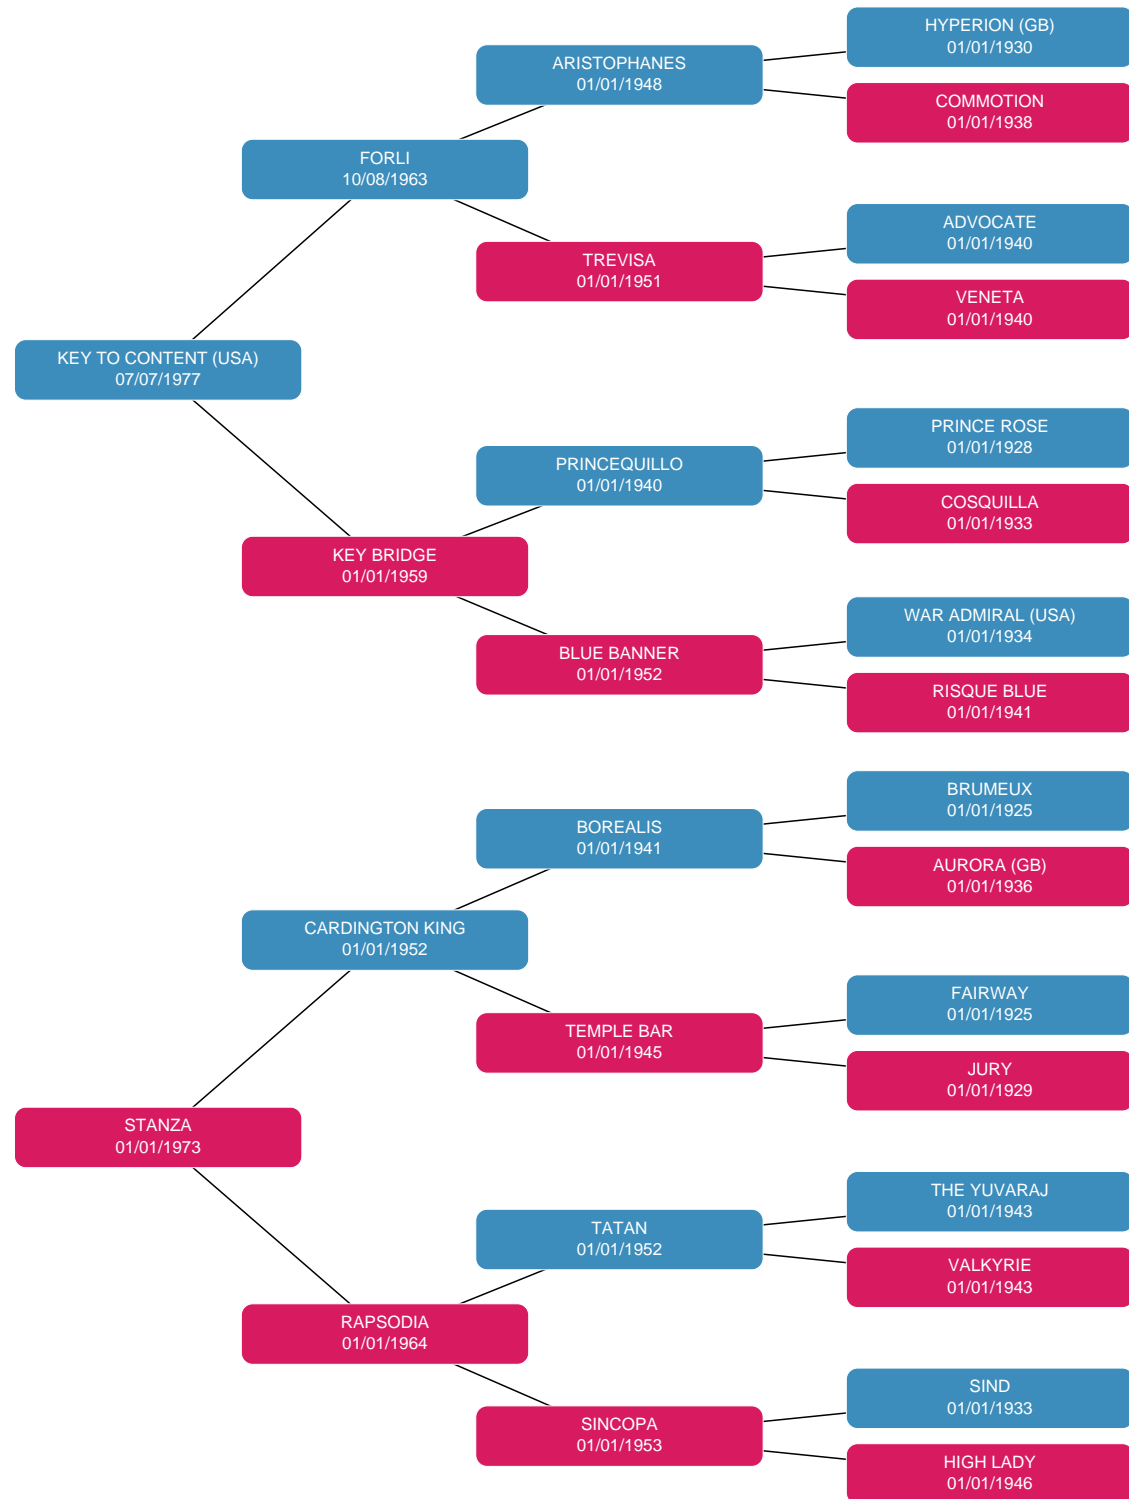 HYPERION (GB)
01/01/1930
ARISTOPHANES
01/01/1948
COMMOTION
01/01/1938
FORLI
10/08/1963
ADVOCATE
01/01/1940
TREVISA
01/01/1951
VENETA
01/01/1940
KEY TO CONTENT (USA)
07/07/1977
PRINCE ROSE
01/01/1928
PRINCEQUILLO
01/01/1940
COSQUILLA
01/01/1933
KEY BRIDGE
01/01/1959
WAR ADMIRAL (USA)
01/01/1934
BLUE BANNER
01/01/1952
RISQUE BLUE
01/01/1941
BRUMEUX
01/01/1925
BOREALIS
01/01/1941
AURORA (GB)
01/01/1936
CARDINGTON KING
01/01/1952
FAIRWAY
01/01/1925
TEMPLE BAR
01/01/1945
JURY
01/01/1929
STANZA
01/01/1973
THE YUVARAJ
01/01/1943
TATAN
01/01/1952
VALKYRIE
01/01/1943
RAPSODIA
01/01/1964
SIND
01/01/1933
SINCOPA
01/01/1953
HIGH LADY
01/01/1946